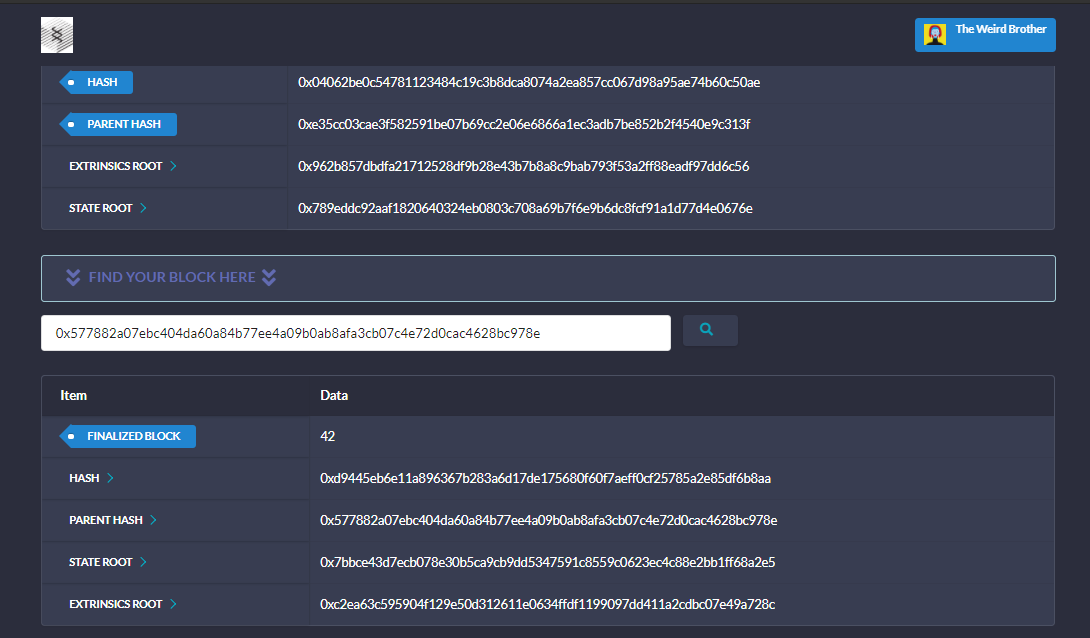 The Weird Brother
HASH 0x04062be0c54781123484c19c3b8dca8074a2ea857cc067d98a95ae74b60c50ae
PARENT HASH 0xe35cc03cae3f582591be07b69cc2e06e6866a1ec3adb7be852b2f4540e9c313f
EXTRINSICS ROOT 0x962b857dbdfa21712528df9b28e43b7b8a8c9bab793f53a2ff88eadf97dd6c56
STATE ROOT 0x789eddc92aaf1820640324eb0803c708a69b7f6e9b6dc8fcf91a1d77d4e0676e
FIND YOUR BLOCK HERE
0x577882a07ebc404da60a84b77ee4a09b0ab8afa3cb07c4e72d0cac4628bc978e
Item Data
FINALIZED BLOCK 42
HASH 0xd9445eb6e11a896367b283a6d17de175680f60f7aeff0cf25785a2e85df6b8aa
PARENT HASH 0x577882a07ebc404da60a84b77ee4a09b0ab8afa3cb07c4e72d0cac4628bc978e
STATE ROOT 0x7bbce43d7ecb078e30b5ca9cb9dd5347591c8559c0623ec4c88e2bb1ff68a2e5
EXTRINSICS ROOT 0xc2ea63c595904f129e50d312611e0634ffdf1199097dd411a2cdbc07e49a728c